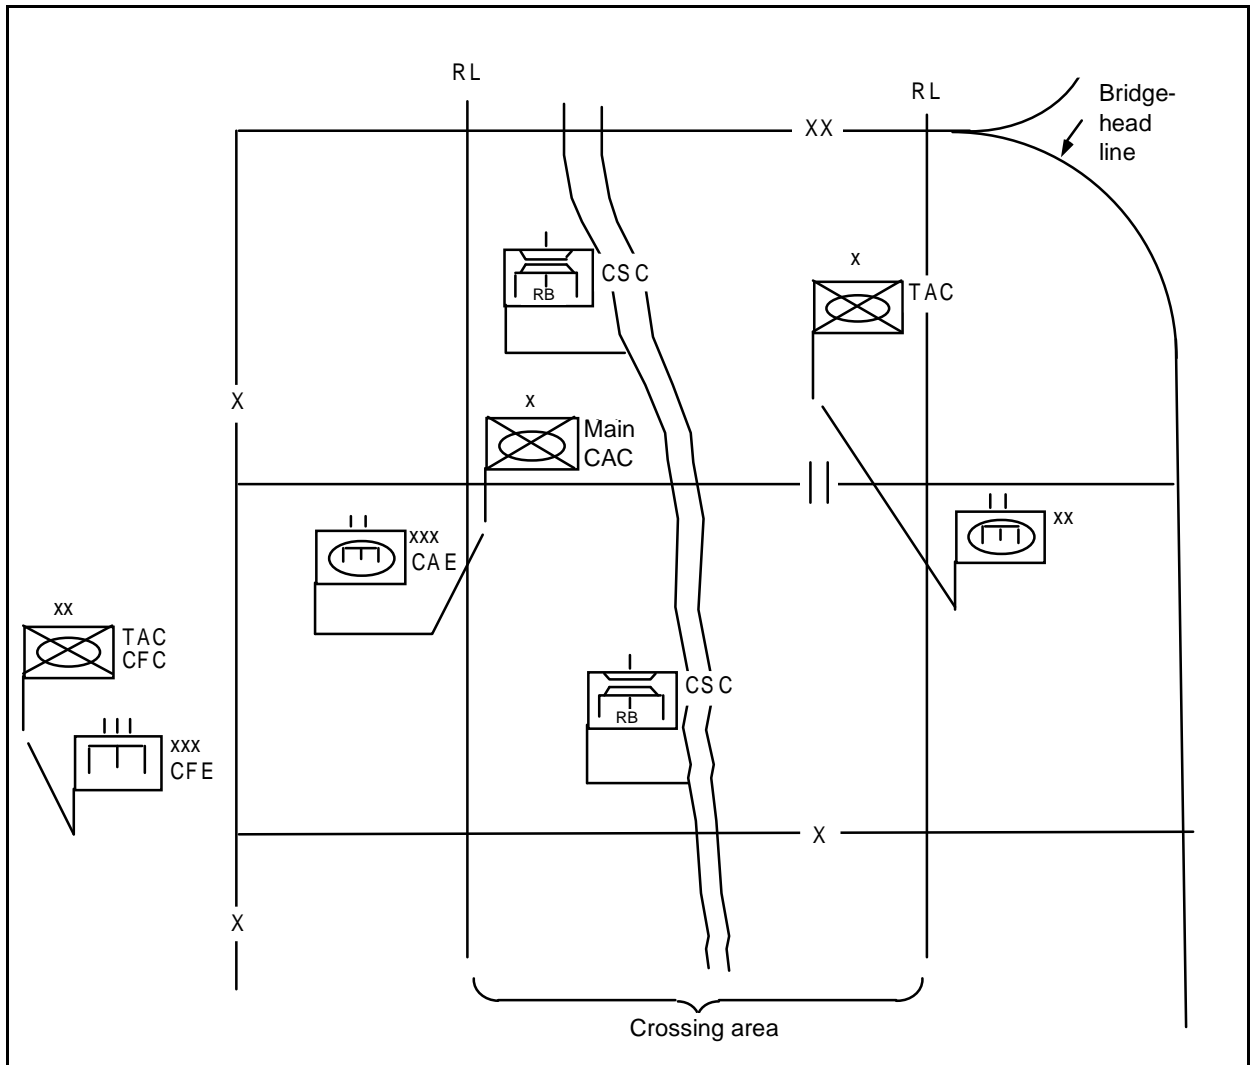 RL
RL
Bridge-
head
line
XX
x
CSC
TAC
RB
X
x
Main
CAC
xxx
CAE
xx
xx
TAC
CFC
CSC
RB
xxx
CFE
X
X
Crossing area